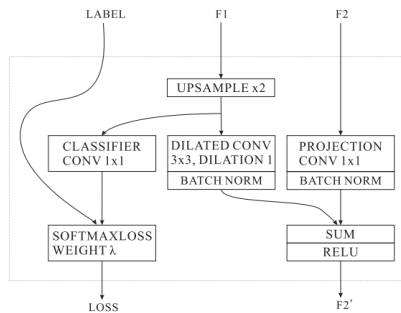 LABEL
F1
F2
UPSAMPLE x2
CLASSIFIER
CONV 1x1
DILATED CONV
3x3, DILATION 1
BATCH NORM
PROJECTION
CONV 1x1
BATCH NORM
SOFTMAXLOSS
WEIGHT λ
SUM
RELU
LOSS
F2'